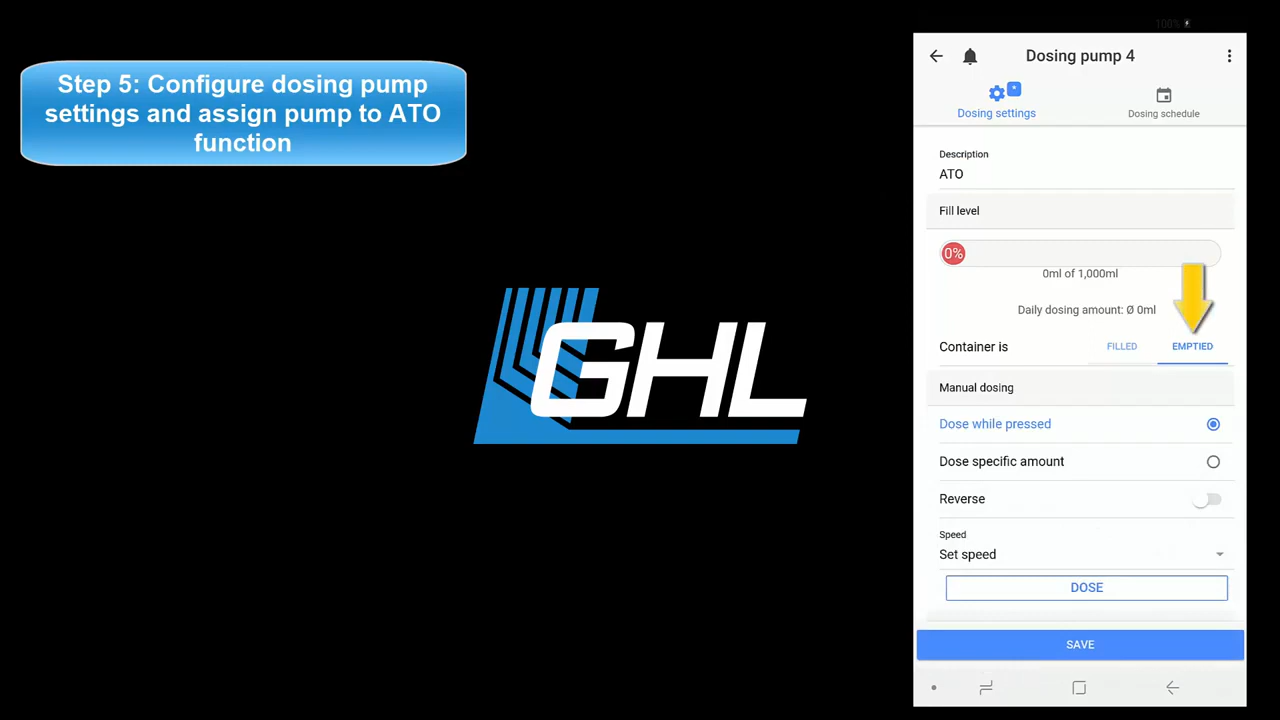 Step 5: Configure dosing pump
settings and assign pump to ATO
function
GHL
100%
Dosing pump 4
Dosing settings
Dosing schedule
Description
ATO
Fill level
0%
0ml of 1,000ml
Daily dosing amount: Ø 0ml
Container is
FILLED
EMPTIED
Manual dosing
Dose while pressed
Dose specific amount
Reverse
Speed
Set speed
DOSE
SAVE